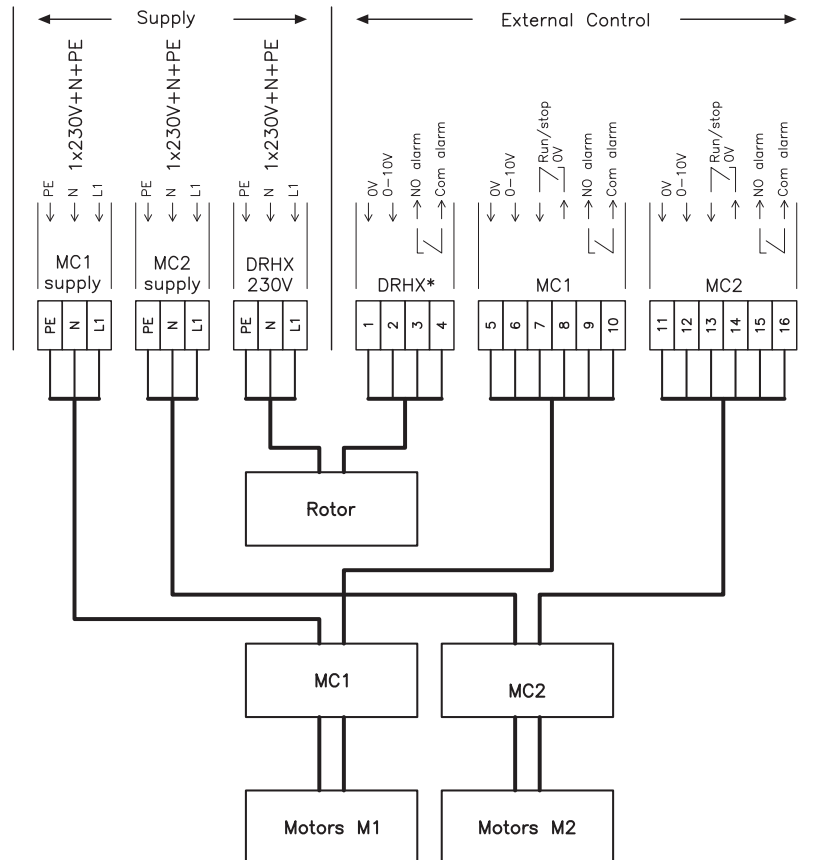 Supply
External Control
1x230V+N+PE
1x230V+N+PE
1x230V+N+PE
PE
N
L1
PE
N
L1
PE
N
L1
0V
0-10V
NO alarm
Com alarm
0V
0-10V
Run/stop
0V
NO alarm
Com alarm
0V
0-10V
Run/stop
0V
NO alarm
Com alarm
MC1
supply
MC2
supply
DRHX
230V
DRHX*
MC1
MC2
PE
N
L1
PE
N
L1
PE
N
L1
1
2
3
4
5
6
7
8
9
10
11
12
13
14
15
16
Rotor
MC1
MC2
Motors M1
Motors M2